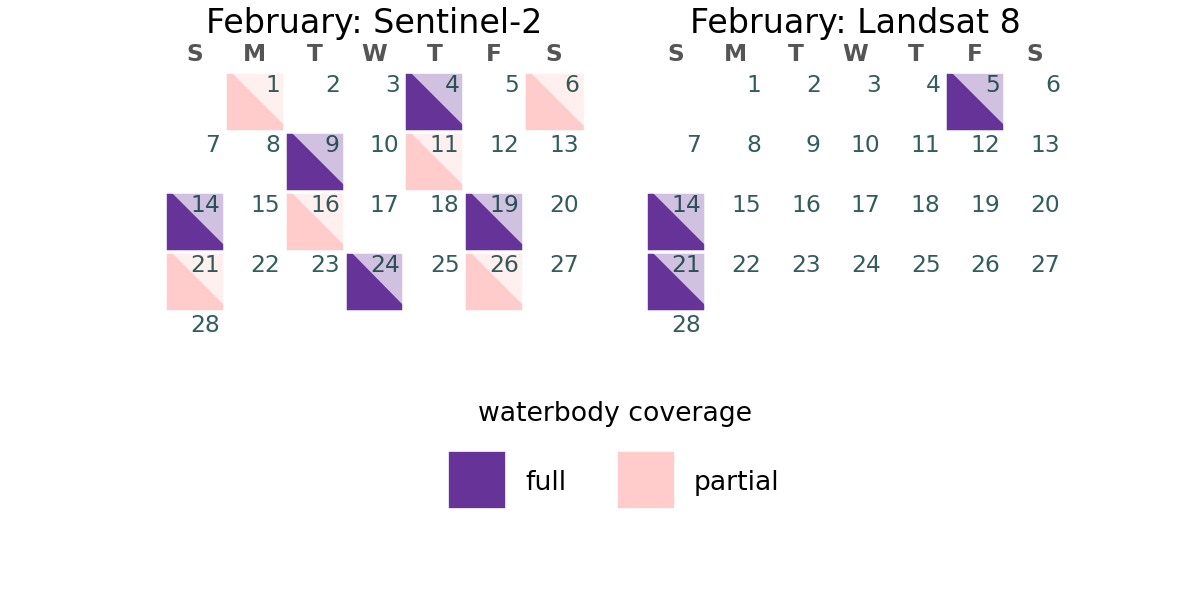 February: Sentinel-2
S M T W T F S
1 2 3 4 5 6
7 8 9 10 11 12 13
14 15 16 17 18 19 20
21 22 23 24 25 26 27
28
February: Landsat 8
S M T W T F S
1 2 3 4 5 6
7 8 9 10 11 12 13
14 15 16 17 18 19 20
21 22 23 24 25 26 27
28
waterbody coverage
full
partial